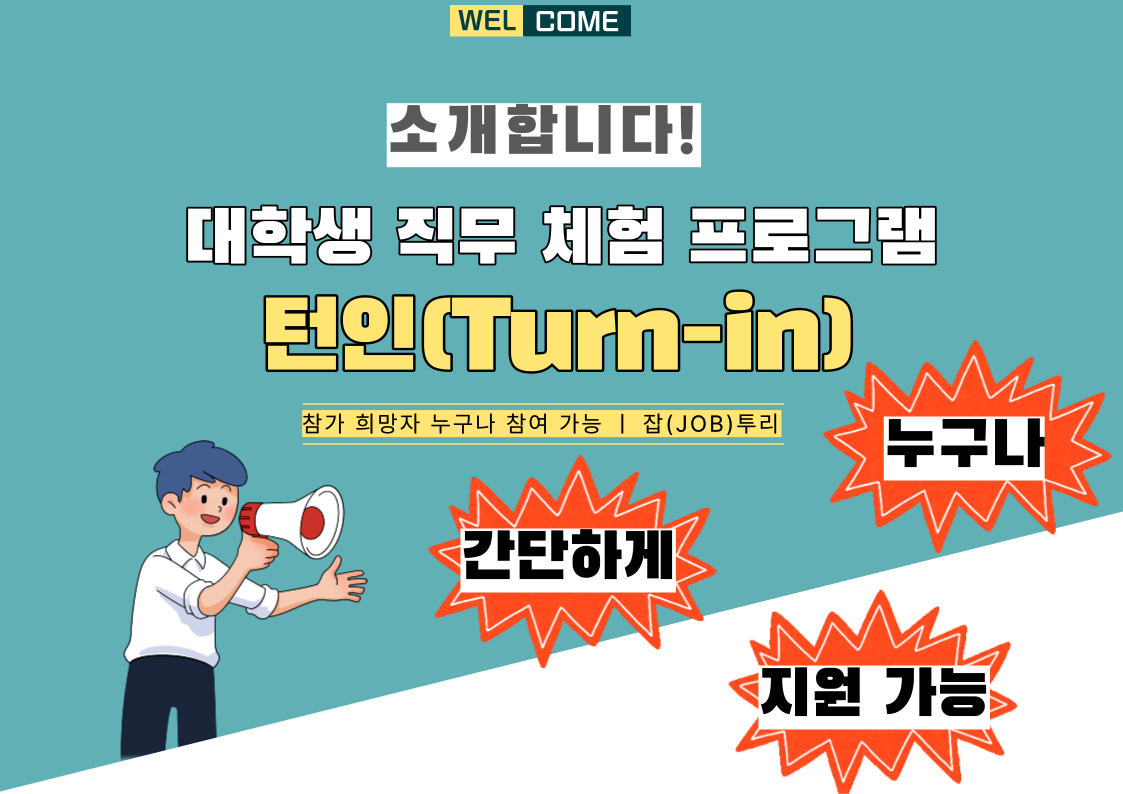 WELCOME
소개합니다!
대학생 직무 체험 프로그램
턴인(Turn-in)
참가 희망자 누구나 참여 가능 ㅣ 잡(JOB)투리
누구나
간단하게
지원 가능